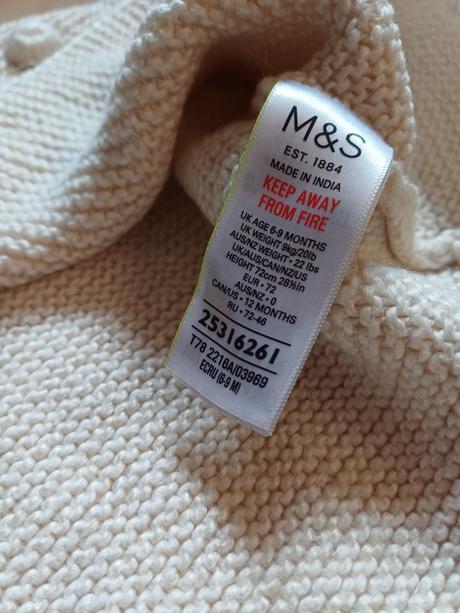 M&S
EST. 1884
MADE IN INDIA
KEEP AWAY
FROM FIRE
UK AGE 6-9 MONTHS
UK WEIGHT 9kg/20lb
AUS/NZ WEIGHT • 22 lbs
UK/AUS/CAN/NZ/US
HEIGHT 72cm 28½in
EUR • 72
AUS/NZ • 0
CAN/US • 12 MONTHS
RU • 72-46
25316261
T78 2216A/03969
ECRU (6-9 M)